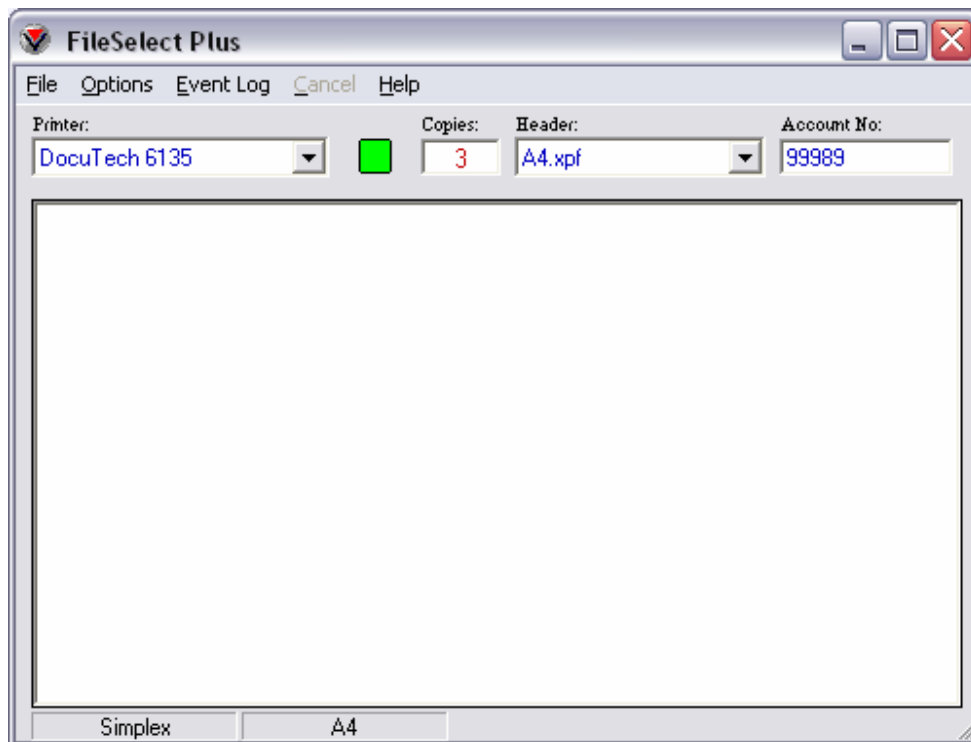 FileSelect Plus
File Options Event Log Cancel Help
Printer: Copies: Header: Account No:
DocuTech 6135 3 A4.xpf 99989
Simplex A4